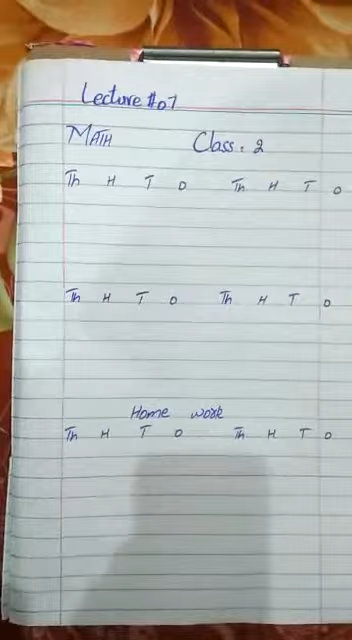 Lecture #07
MATH Class: 2
Th H T O Th H T O
Th H T O Th H T O
Home work
Th H T O Th H T O